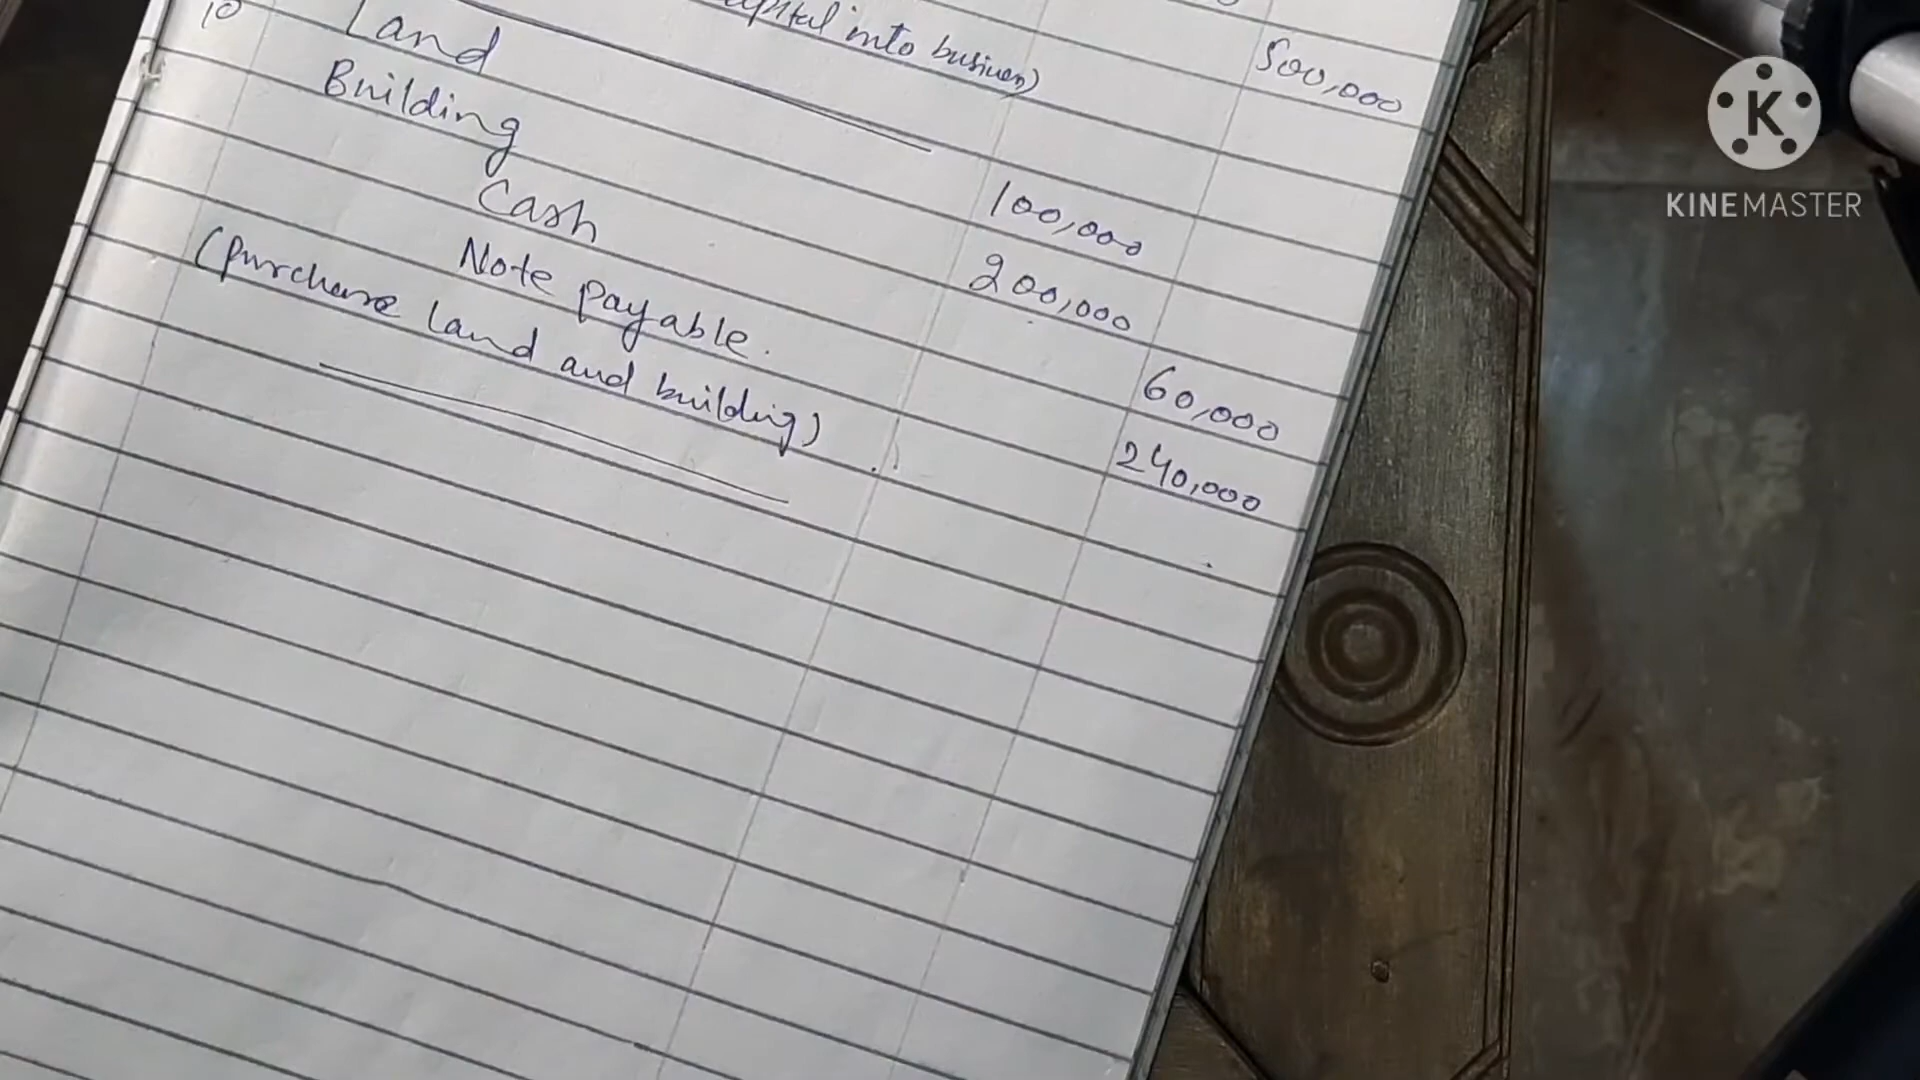 into business)
500,000
10 Land 100,000
Building 200,000
Cash 60,000
Note payable. 240,000
(purchase land and building)
K
KINEMASTER